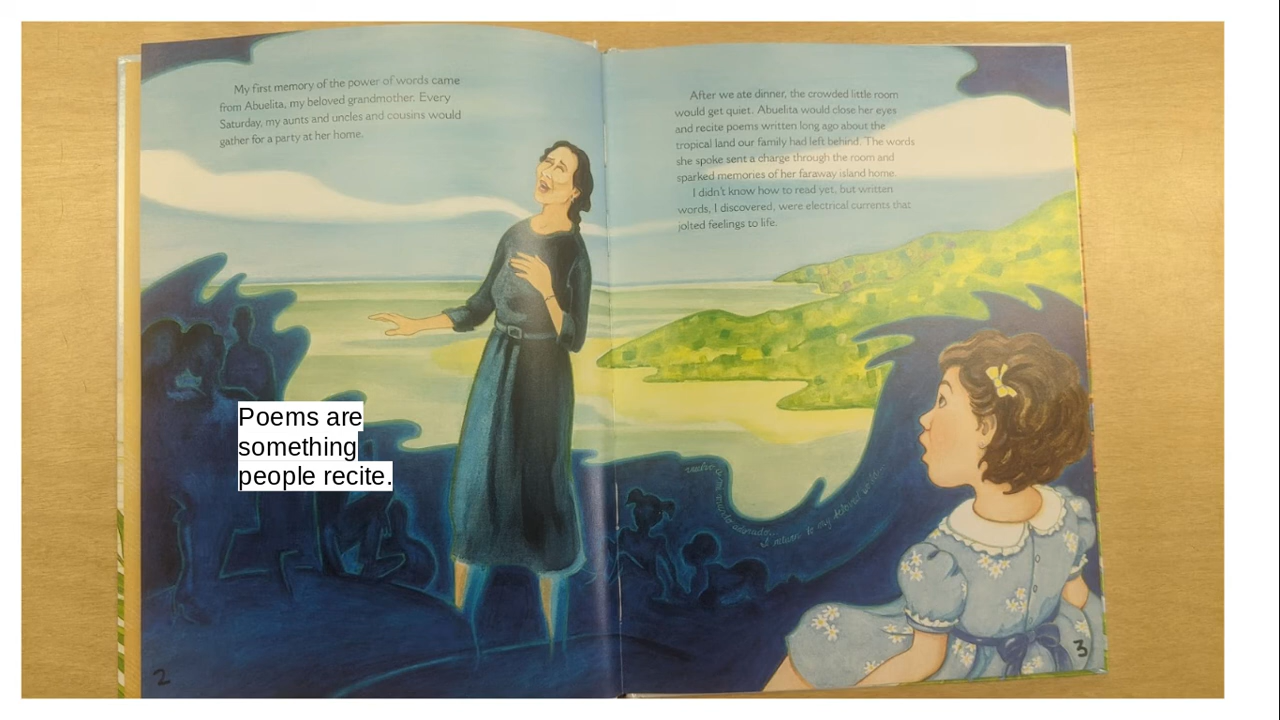 My first memory of the power of words came
from Abuelita, my beloved grandmother. Every
Saturday, my aunts and uncles and cousins would
gather for a party at her home.
After we ate dinner, the crowded little room
would get quiet. Abuelita would close her eyes
and recite poems written long ago about the
tropical land our family had left behind. The words
she spoke sent a charge through the room and
sparked memories of her faraway island home.
I didn't know how to read yet, but written
words, I discovered, were electrical currents that
jolted feelings to life.
Poems are
something
people recite.
I return to my beloved
2
3